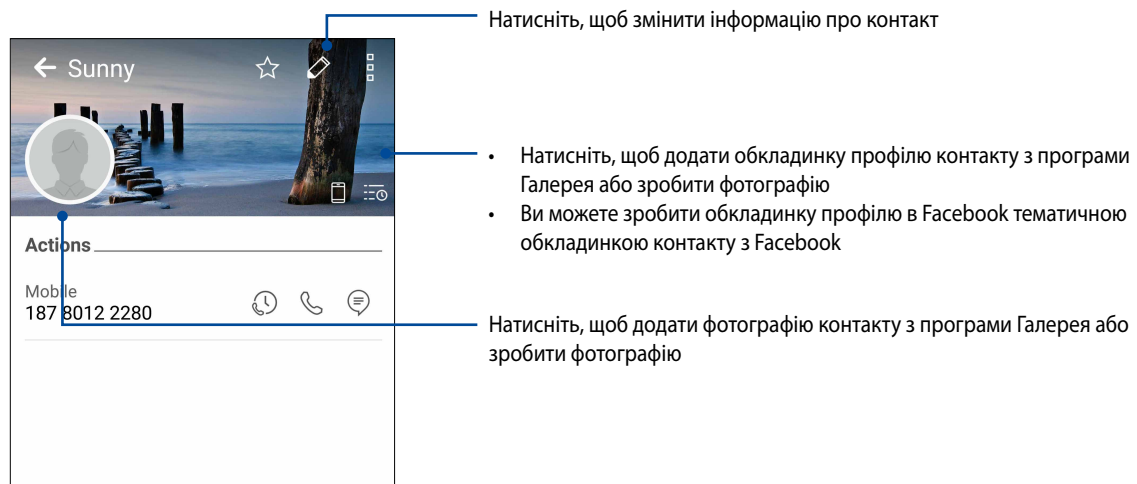 Натисніть, щоб змінити інформацію про контакт
Sunny
• Натисніть, щоб додати обкладинку профілю контакту з програми
Галерея або зробити фотографію
• Ви можете зробити обкладинку профілю в Facebook тематичною
обкладинкою контакту з Facebook
Actions
Mobile
187 8012 2280
Натисніть, щоб додати фотографію контакту з програми Галерея або
зробити фотографію